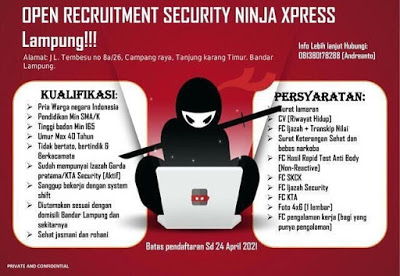 OPEN RECRUITMENT SECURITY NINJA XPRESS
Lampung!!!
Alamat: J L. Tembesu no 8a/26, Campang raya, Tanjung karang Timur. Bandar
Lampung.
Info Lebih lanjut Hubungi:
081380178288 (Andreanto)
KUALIFIKASI:
Pria Warga negara Indonesia
Pendidikan Min SMA/K
Tinggi badan Min 165
Umur Max 40 Tahun
Tidak bertato, bertindik &
Berkacamata
Sudah mempunyai Izazah Garda
pratama/KTA Security (Aktif)
Sanggup bekerjo dengan system
shift
Diutamakan sesuai dengan
domisili Bandar Lampung dan
sekitarnya
Sehat jasmani dan rohani
PERSYARATAN:
Surat lamaran
CV (Riwayat Hidup)
FC Ijazah + Transkip Nilai
Surat Keterangan Sehat dan
bebas narkoba
FC Hasil Rapid Test Anti Body
(Non-Reactive)
FC SKCK
FC Ijazah Security
FC KTA
Foto 4x6 (1 lembar)
FC pengalaman kerja (bagi yang
punya pengalaman)
Batas pendaftaran Sd 24 April 2021
PRIVATE AND CONFIDENTIAL